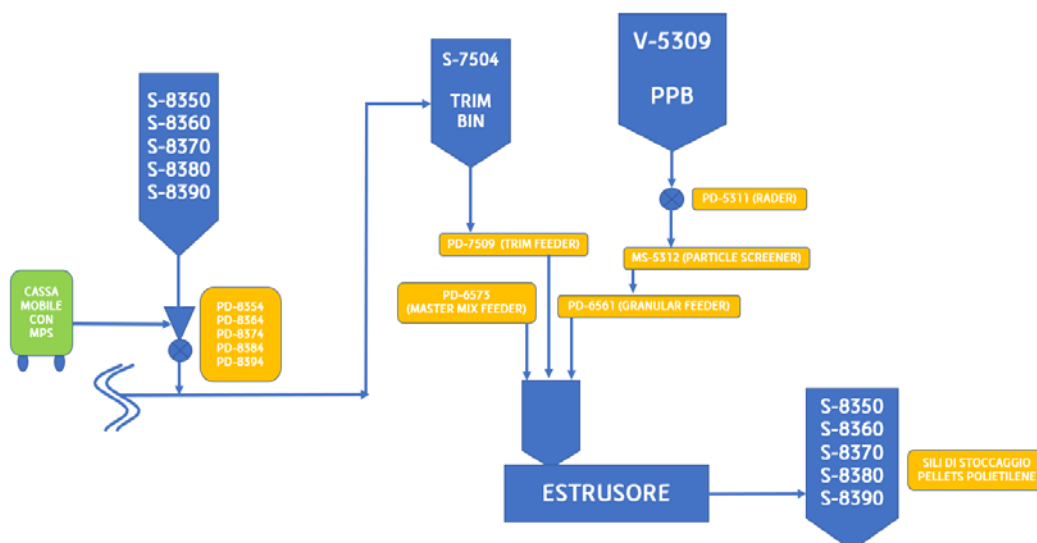 S-8350
S-8360
S-8370
S-8380
S-8390
CASSA
MOBILE
CON
MPS
PD-8354
PD-8364
PD-8374
PD-8384
PD-8394
S-7504
TRIM
BIN
V-5309
PPB
PD-5311 (RADER)
PD-7509 (TRIM FEEDER)
MS-5312 (PARTICLE SCREENER)
PD-6573
(MASTER MIX FEEDER)
PD-6561 (GRANULAR FEEDER)
ESTRUSORE
S-8350
S-8360
S-8370
S-8380
S-8390
SILI DI STOCCAGGIO
PELLETS POLIETILENE